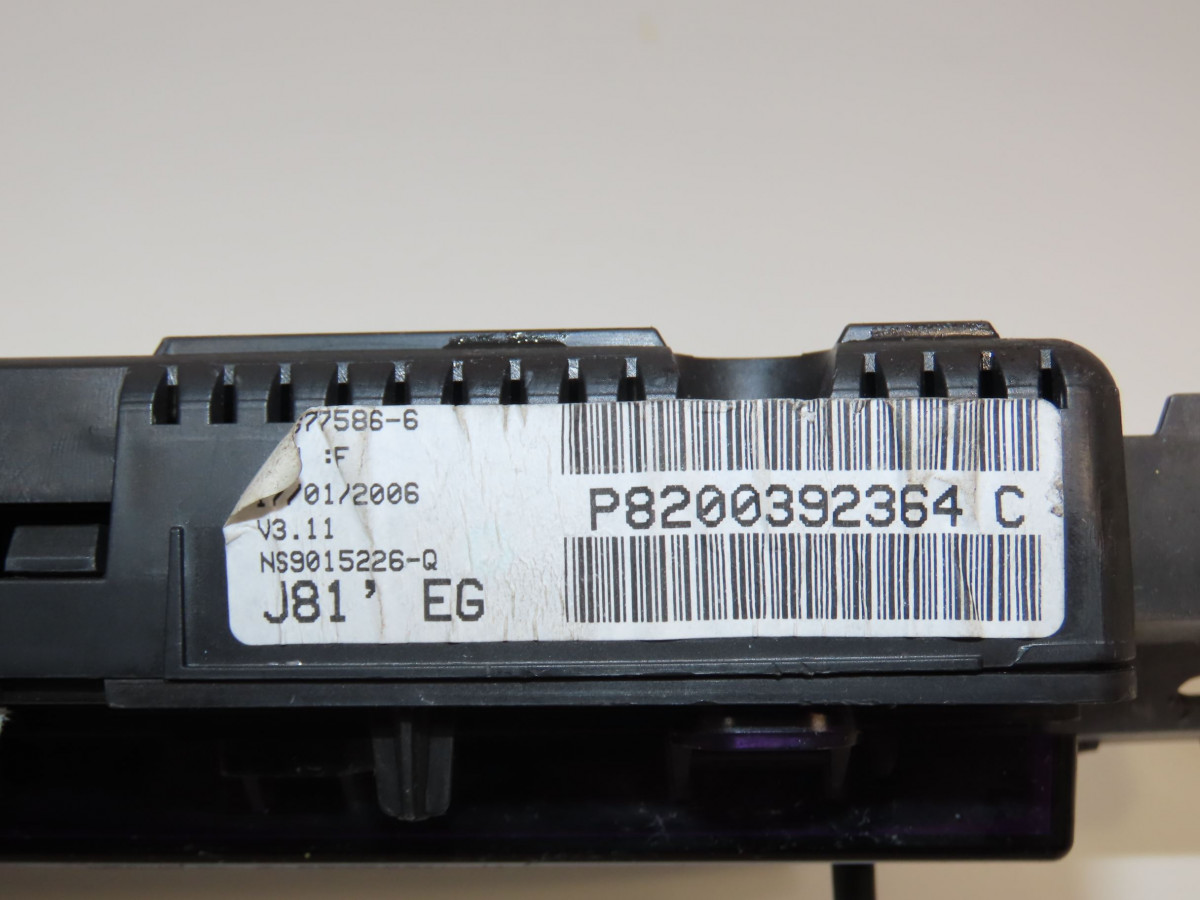 77586-6
:F
/01/2006
V3.11
NS9015226-Q
J81' EG
P8200392364 C